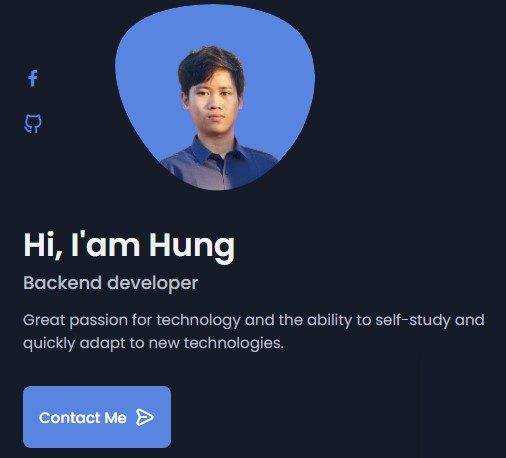 Hi, I'am Hung
Backend developer
Great passion for technology and the ability to self-study and
quickly adapt to new technologies.
Contact Me